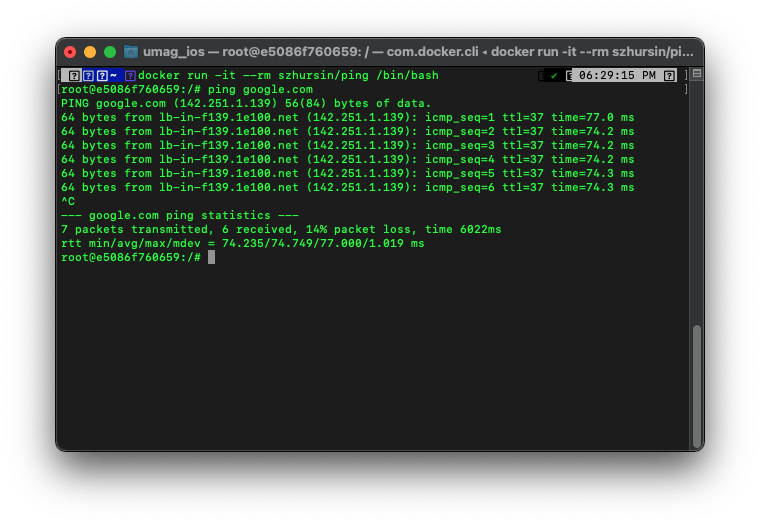 umag_ios — root@e5086f760659: / — com.docker.cli ◂ docker run -it --rm szhursin/pi...
~ docker run -it --rm szhursin/ping /bin/bash ✔ 06:29:15 PM
root@e5086f760659:/# ping google.com
PING google.com (142.251.1.139) 56(84) bytes of data.
64 bytes from lb-in-f139.1e100.net (142.251.1.139): icmp_seq=1 ttl=37 time=77.0 ms
64 bytes from lb-in-f139.1e100.net (142.251.1.139): icmp_seq=2 ttl=37 time=74.2 ms
64 bytes from lb-in-f139.1e100.net (142.251.1.139): icmp_seq=3 ttl=37 time=74.2 ms
64 bytes from lb-in-f139.1e100.net (142.251.1.139): icmp_seq=4 ttl=37 time=74.2 ms
64 bytes from lb-in-f139.1e100.net (142.251.1.139): icmp_seq=5 ttl=37 time=74.3 ms
64 bytes from lb-in-f139.1e100.net (142.251.1.139): icmp_seq=6 ttl=37 time=74.3 ms
^C
--- google.com ping statistics ---
7 packets transmitted, 6 received, 14% packet loss, time 6022ms
rtt min/avg/max/mdev = 74.235/74.749/77.000/1.019 ms
root@e5086f760659:/#